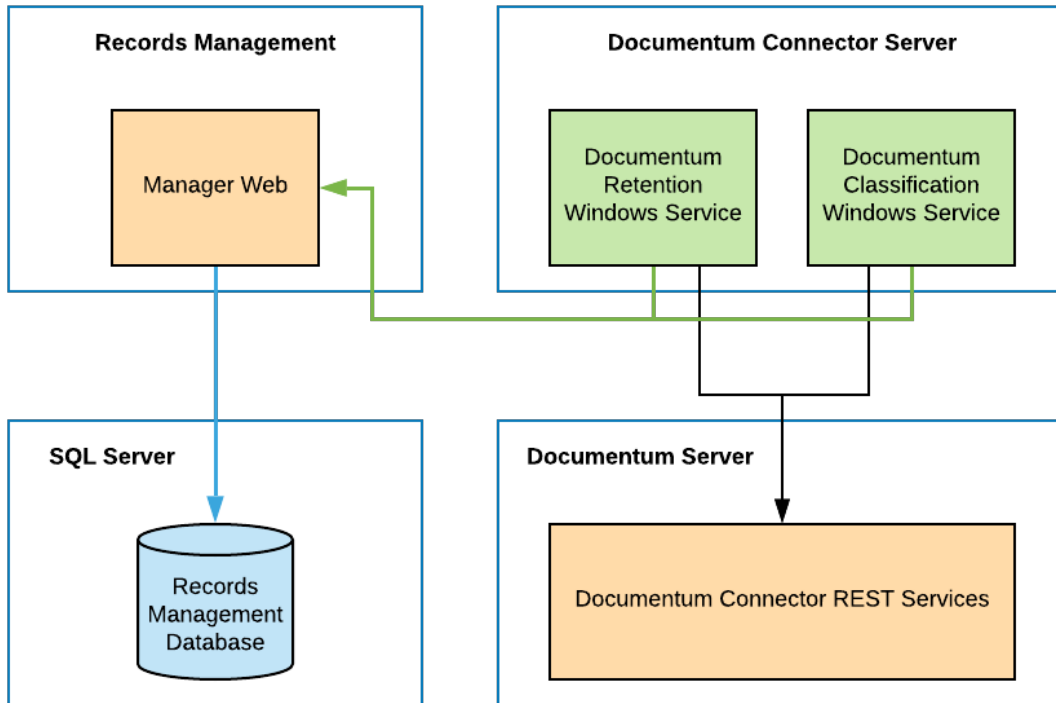 Records Management
Documentum Connector Server
Manager Web
Documentum
Retention
Windows Service
Documentum
Classification
Windows Service
SQL Server
Documentum Server
Records
Management
Database
Documentum Connector REST Services